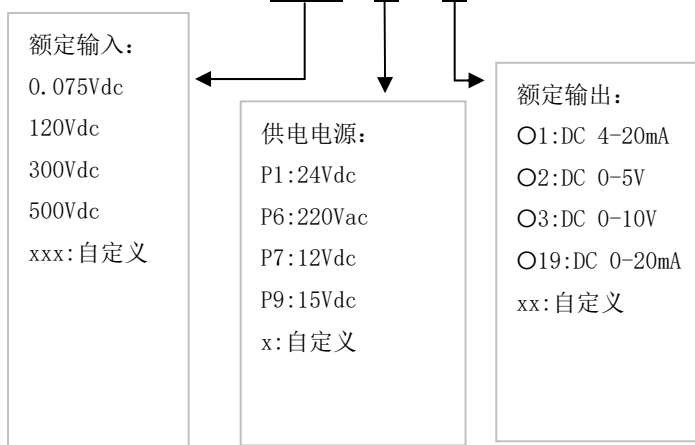 额定输入:
0.075Vdc
120Vdc
300Vdc
500Vdc
xxx:自定义
供电电源:
P1:24Vdc
P6:220Vac
P7:12Vdc
P9:15Vdc
x:自定义
额定输出:
O1:DC 4-20mA
O2:DC 0-5V
O3:DC 0-10V
O19:DC 0-20mA
xx:自定义